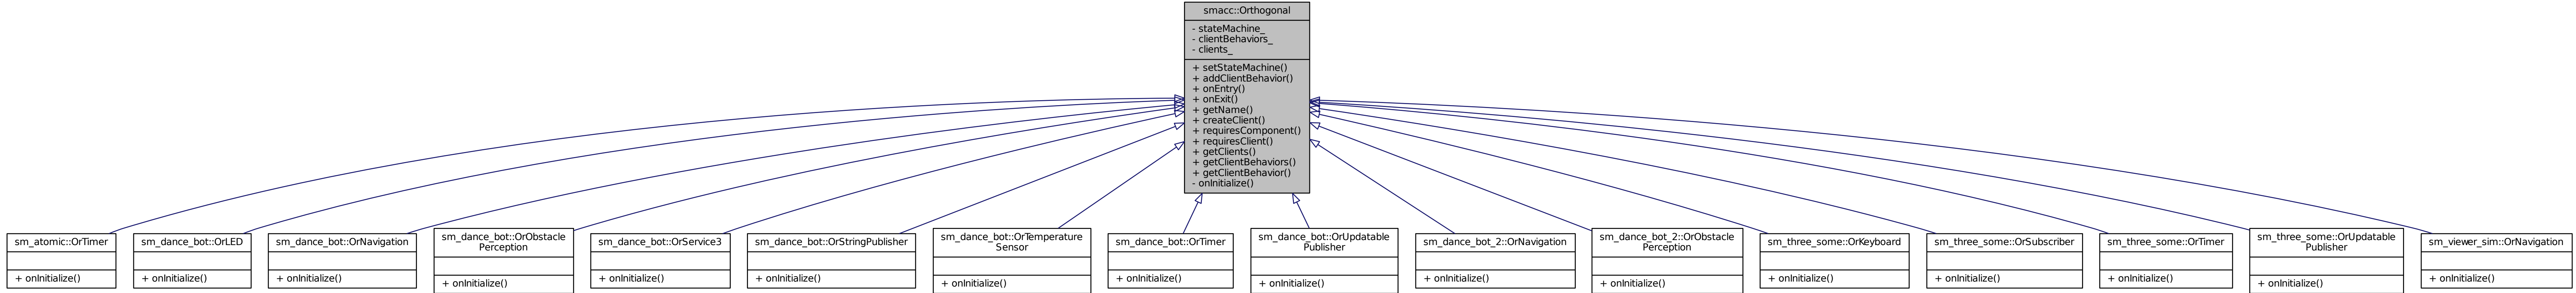 smacc::Orthogonal
- stateMachine_
- clientBehaviors_
- clients_
+ setStateMachine()
+ addClientBehavior()
+ onEntry()
+ onExit()
+ getName()
+ createClient()
+ requiresComponent()
+ requiresClient()
+ getClients()
+ getClientBehaviors()
+ getClientBehavior()
- onInitialize()
sm_atomic::OrTimer
+ onInitialize()
sm_dance_bot::OrLED
+ onInitialize()
sm_dance_bot::OrNavigation
+ onInitialize()
sm_dance_bot::OrObstacle
Perception
+ onInitialize()
sm_dance_bot::OrService3
+ onInitialize()
sm_dance_bot::OrStringPublisher
+ onInitialize()
sm_dance_bot::OrTemperature
Sensor
+ onInitialize()
sm_dance_bot::OrTimer
+ onInitialize()
sm_dance_bot::OrUpdatable
Publisher
+ onInitialize()
sm_dance_bot_2::OrNavigation
+ onInitialize()
sm_dance_bot_2::OrObstacle
Perception
+ onInitialize()
sm_three_some::OrKeyboard
+ onInitialize()
sm_three_some::OrSubscriber
+ onInitialize()
sm_three_some::OrTimer
+ onInitialize()
sm_three_some::OrUpdatable
Publisher
+ onInitialize()
sm_viewer_sim::OrNavigation
+ onInitialize()